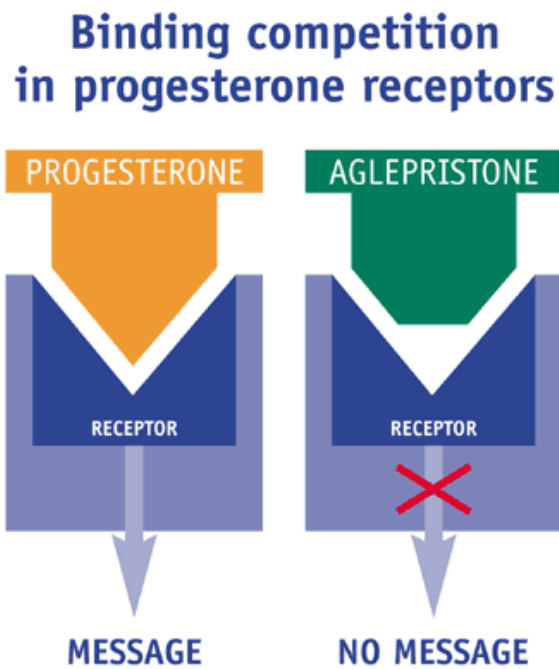 Binding competition
in progesterone receptors
PROGESTERONE
AGLEPRISTONE
RECEPTOR
RECEPTOR
MESSAGE
NO MESSAGE